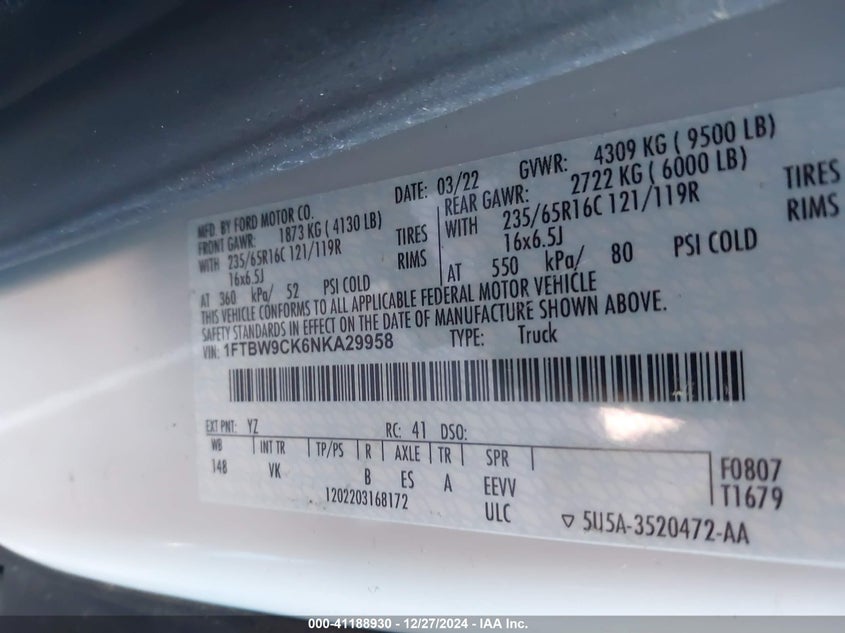 MFD. BY FORD MOTOR CO.
DATE: 03/22
GVWR: 4309 KG ( 9500 LB)
FRONT GAWR: 1873 KG ( 4130 LB)
REAR GAWR: 2722 KG ( 6000 LB)
WITH 235/65R16C 121/119R TIRES
WITH 235/65R16C 121/119R TIRES
16x6.5J RIMS
16x6.5J RIMS
AT 360 kPa/ 52 PSI COLD
AT 550 kPa/ 80 PSI COLD
THIS VEHICLE CONFORMS TO ALL APPLICABLE FEDERAL MOTOR VEHICLE
SAFETY STANDARDS IN EFFECT ON THE DATE OF MANUFACTURE SHOWN ABOVE.
VIN: 1FTBW9CK6NKA29958
TYPE: Truck
EXT PNT: YZ RC: 41 DSO:
WB INT TR TP/PS R AXLE TR SPR
148 VK B ES A EEVV
ULC
F0807
T1679
1202203168172
▽ 5U5A-3520472-AA
000-41188930 - 12/27/2024 - IAA Inc.